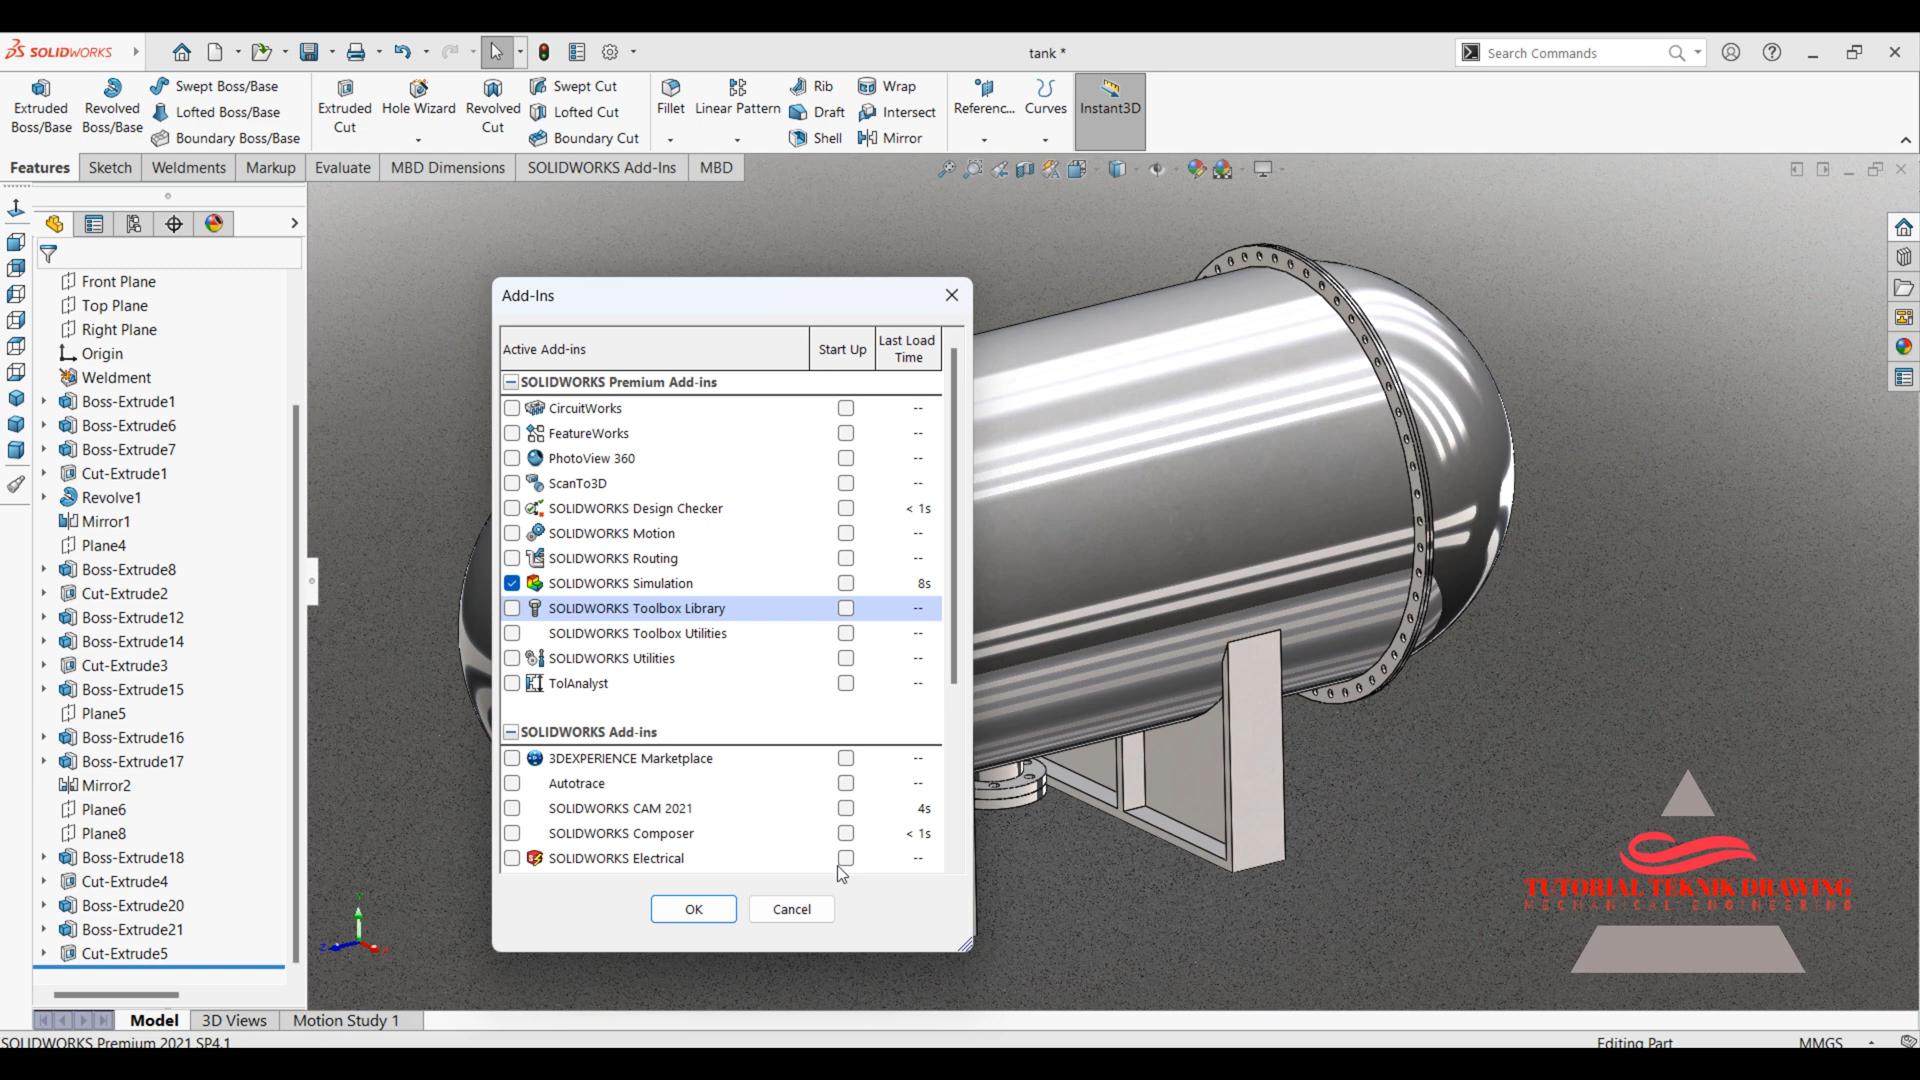 SOLIDWORKS
tank *
Search Commands
Extruded Boss/Base
Revolved Boss/Base
Swept Boss/Base
Lofted Boss/Base
Boundary Boss/Base
Extruded Cut
Hole Wizard
Revolved Cut
Swept Cut
Lofted Cut
Boundary Cut
Fillet
Linear Pattern
Rib
Draft
Shell
Wrap
Intersect
Mirror
Referenc...
Curves
Instant3D
Features
Sketch
Weldments
Markup
Evaluate
MBD Dimensions
SOLIDWORKS Add-Ins
MBD
Front Plane
Top Plane
Right Plane
Origin
Weldment
Boss-Extrude1
Boss-Extrude6
Boss-Extrude7
Cut-Extrude1
Revolve1
Mirror1
Plane4
Boss-Extrude8
Cut-Extrude2
Boss-Extrude12
Boss-Extrude14
Cut-Extrude3
Boss-Extrude15
Plane5
Boss-Extrude16
Boss-Extrude17
Mirror2
Plane6
Plane8
Boss-Extrude18
Cut-Extrude4
Boss-Extrude20
Boss-Extrude21
Cut-Extrude5
Add-Ins
Active Add-ins Start Up Last Load Time
SOLIDWORKS Premium Add-ins
CircuitWorks --
FeatureWorks --
PhotoView 360 --
ScanTo3D --
SOLIDWORKS Design Checker < 1s
SOLIDWORKS Motion --
SOLIDWORKS Routing --
SOLIDWORKS Simulation 8s
SOLIDWORKS Toolbox Library --
SOLIDWORKS Toolbox Utilities --
SOLIDWORKS Utilities --
TolAnalyst --
SOLIDWORKS Add-ins
3DEXPERIENCE Marketplace --
Autotrace --
SOLIDWORKS CAM 2021 4s
SOLIDWORKS Composer < 1s
SOLIDWORKS Electrical --
OK
Cancel
TUTORIAL TEKNIK DRAWING
MECHANICAL ENGINEERING
Model
3D Views
Motion Study 1
SOLIDWORKS Premium 2021 SP4.1
Editing Part
MMGS